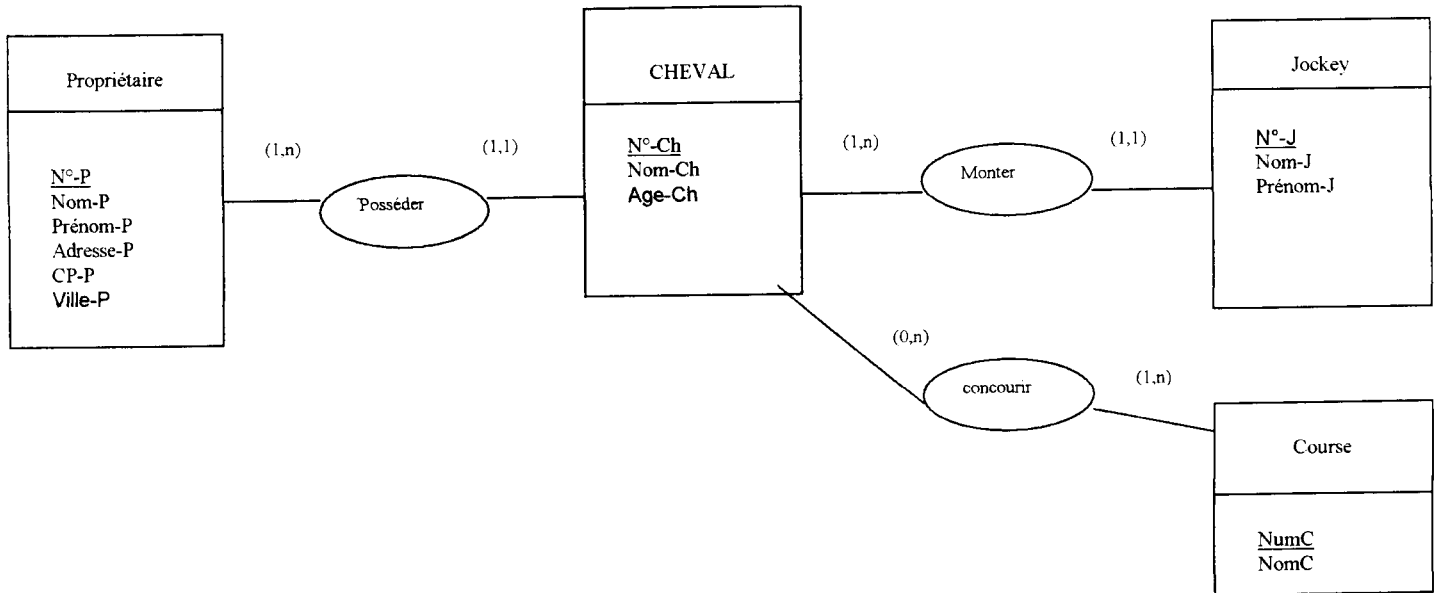 Propriétaire
N°-P
Nom-P
Prénom-P
Adresse-P
CP-P
Ville-P
(1,n)
Posséder
(1,1)
CHEVAL
N°-Ch
Nom-Ch
Age-Ch
(1,n)
Monter
(1,1)
Jockey
N°-J
Nom-J
Prénom-J
(0,n)
concourir
(1,n)
Course
NumC
NomC